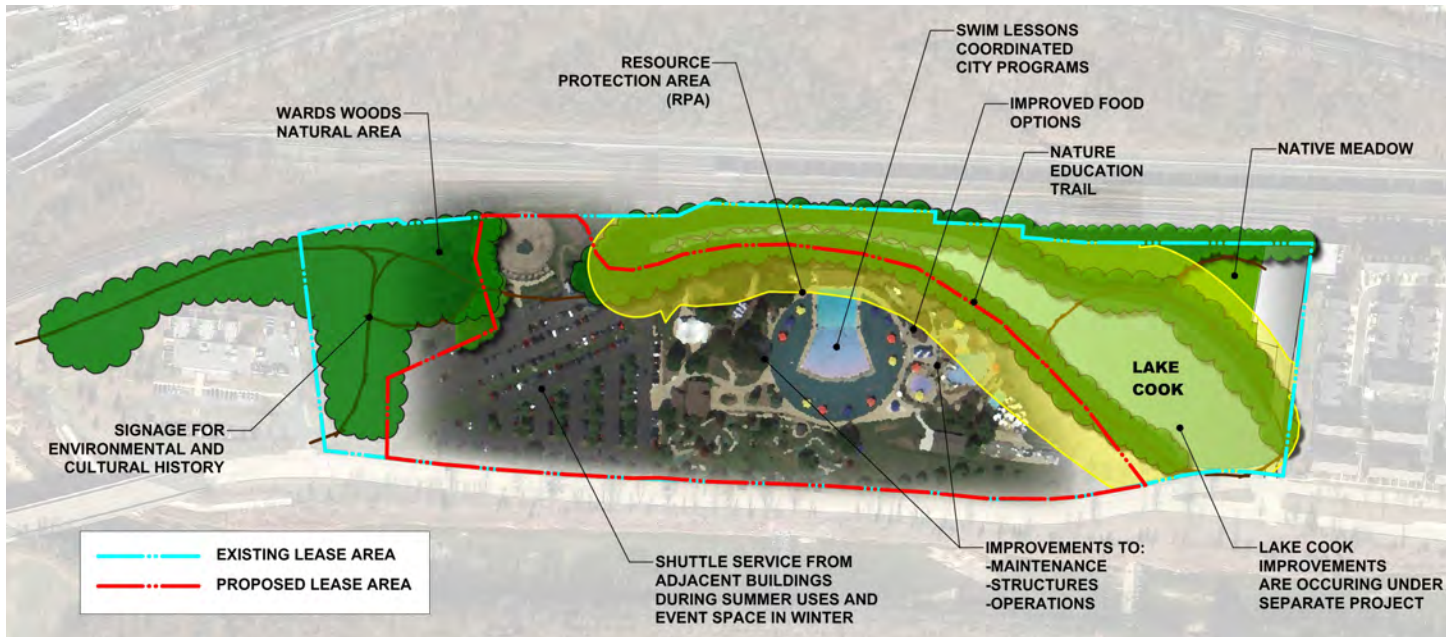 SWIM LESSONS
COORDINATED
CITY PROGRAMS
RESOURCE
PROTECTION AREA
(RPA)
IMPROVED FOOD
OPTIONS
WARDS WOODS
NATURAL AREA
NATURE
EDUCATION
TRAIL
NATIVE MEADOW
LAKE
COOK
SIGNAGE FOR
ENVIRONMENTAL AND
CULTURAL HISTORY
EXISTING LEASE AREA
PROPOSED LEASE AREA
SHUTTLE SERVICE FROM
ADJACENT BUILDINGS
DURING SUMMER USES AND
EVENT SPACE IN WINTER
IMPROVEMENTS TO:
-MAINTENANCE
-STRUCTURES
-OPERATIONS
LAKE COOK
IMPROVEMENTS
ARE OCCURING UNDER
SEPARATE PROJECT